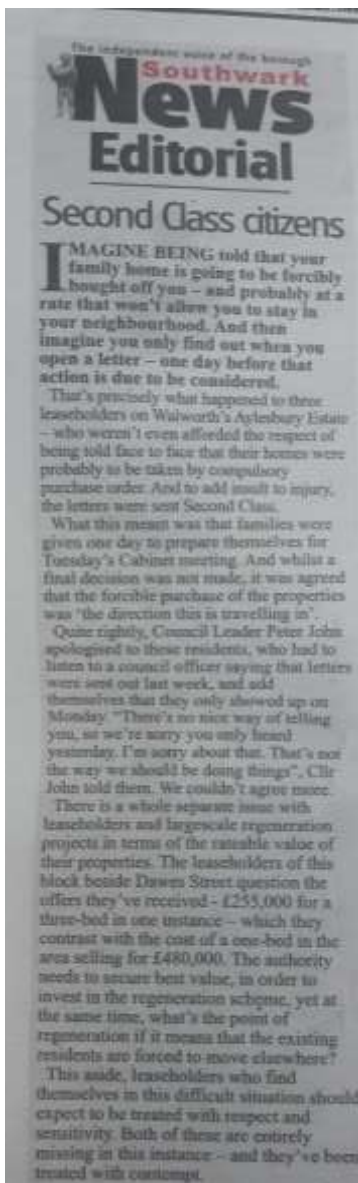 The independent voice of the borough
Southwark
News
Editorial
Second Class citizens
IMAGINE BEING told that your
family home is going to be forcibly
bought off you – and probably at a
rate that won't allow you to stay in
your neighbourhood. And then
imagine you only find out when you
open a letter – one day before that
action is due to be considered.
That's precisely what happened to three
leaseholders on Walworth's Aylesbury Estate
– who weren't even afforded the respect of
being told face to face that their homes were
probably to be taken by compulsory
purchase order. And to add insult to injury,
the letters were sent Second Class.
What this meant was that families were
given one day to prepare themselves for
Tuesday's Cabinet meeting. And whilst a
final decision was not made, it was agreed
that the forcible purchase of the properties
was 'the direction this is travelling in'.
Quite rightly, Council Leader Peter John
apologised to these residents, who had to
listen to a council officer saying that letters
were sent out last week, and add
themselves that they only showed up on
Monday. "There's no nice way of telling
you, so we're sorry you only heard
yesterday. I'm sorry about that. That's not
the way we should be doing things", Cllr
John told them. We couldn't agree more.
There is a whole separate issue with
leaseholders and largescale regeneration
projects in terms of the rateable value of
their properties. The leaseholders of this
block beside Dawes Street question the
offers they've received - £255,000 for a
three-bed in one instance – which they
contrast with the cost of a one-bed in the
area selling for £480,000. The authority
needs to secure best value, in order to
invest in the regeneration scheme, yet at
the same time, what's the point of
regeneration if it means that the existing
residents are forced to move elsewhere?
This aside, leaseholders who find
themselves in this difficult situation should
expect to be treated with respect and
sensitivity. Both of these are entirely
missing in this instance – and they've been
treated with contempt.